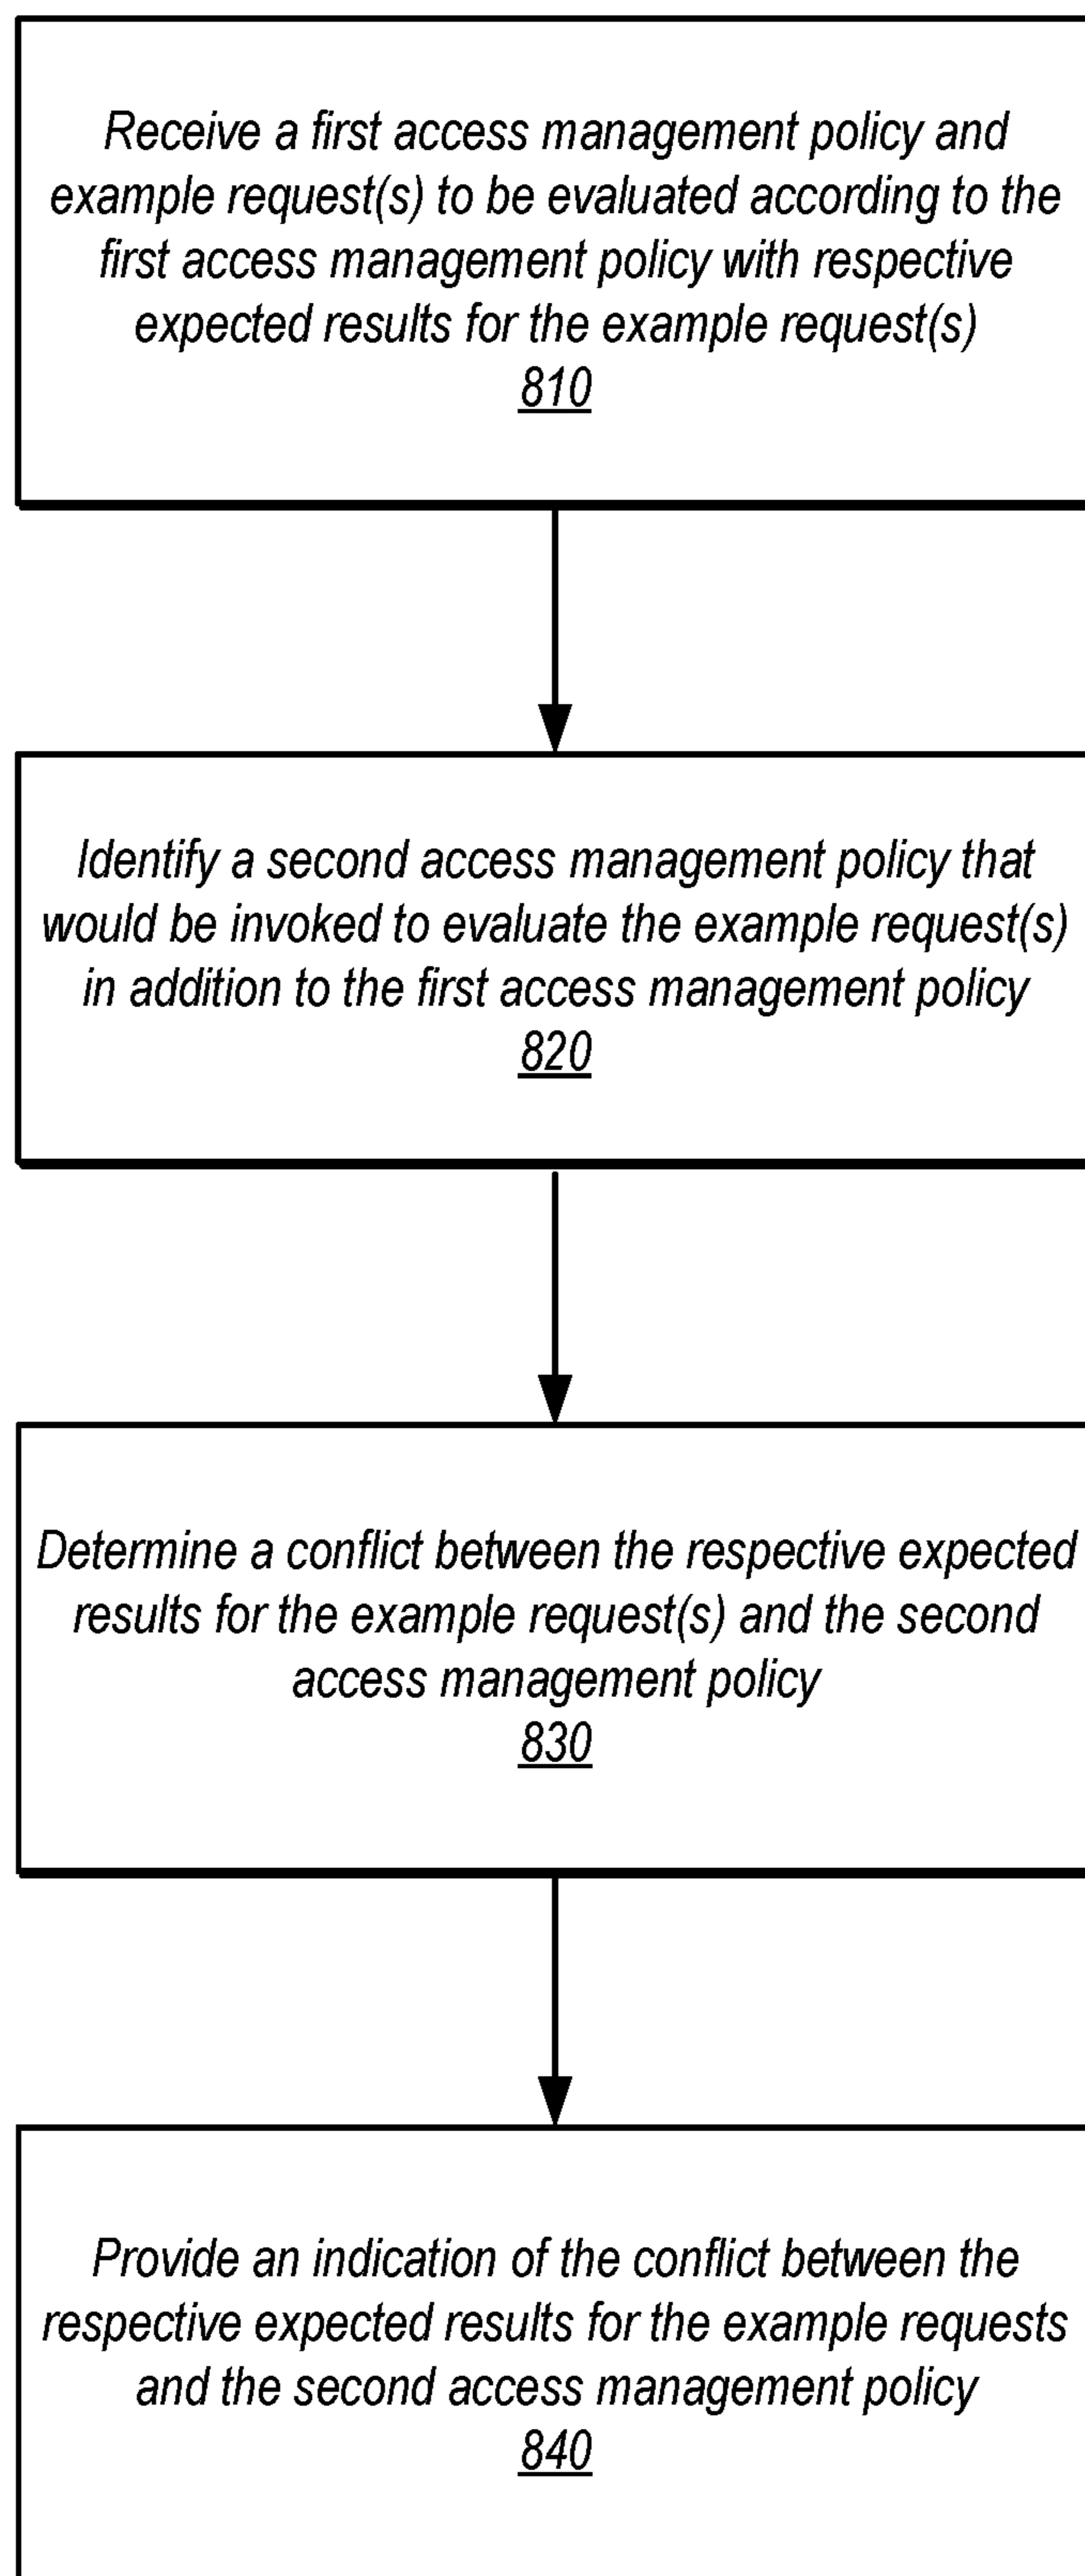 Receive a first access management policy and
example request(s) to be evaluated according to the
first access management policy with respective
expected results for the example request(s)
810
Identify a second access management policy that
would be invoked to evaluate the example request(s)
in addition to the first access management policy
820
Determine a conflict between the respective expected
results for the example request(s) and the second
access management policy
830
Provide an indication of the conflict between the
respective expected results for the example requests
and the second access management policy
840